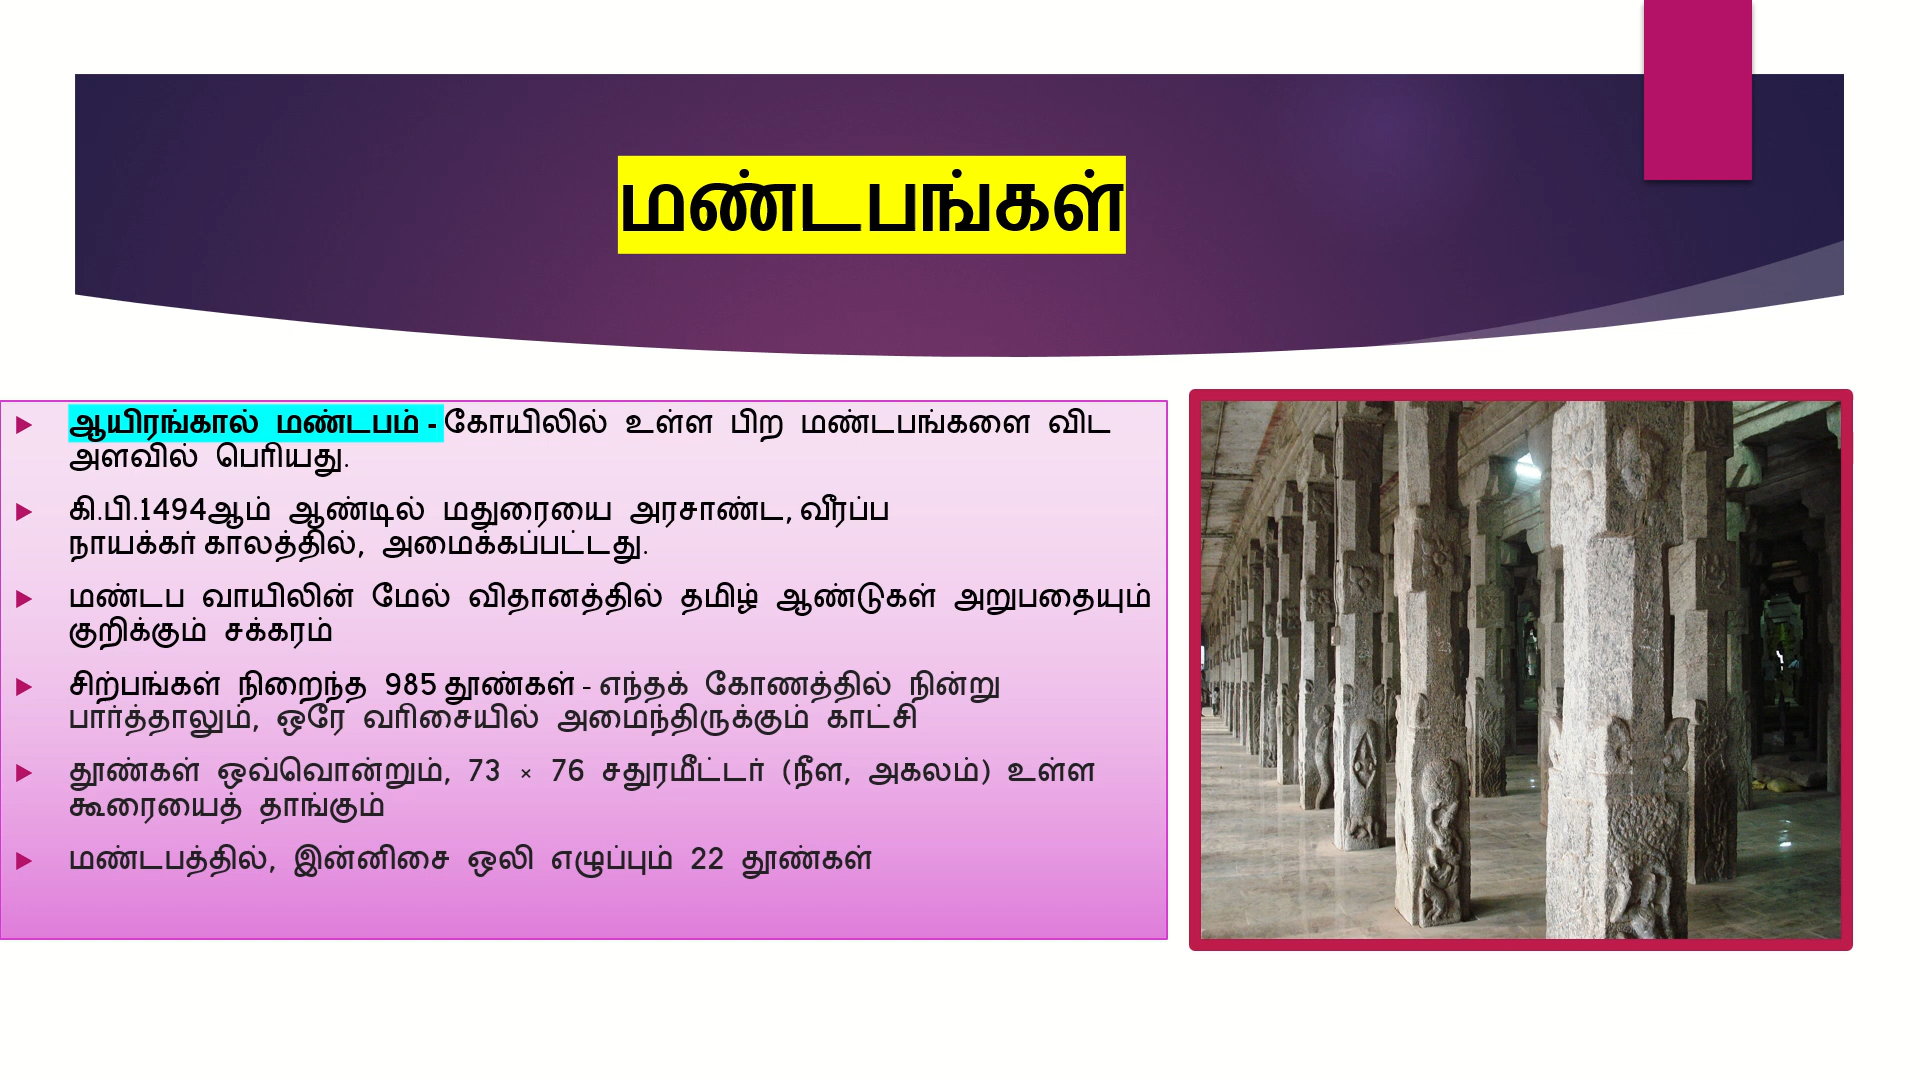 மண்டபங்கள்
ஆயிரங்கால் மண்டபம் - கோயிலில் உள்ள பிற மண்டபங்களை விட
அளவில் பெரியது.
கி.பி.1494ஆம் ஆண்டில் மதுரையை அரசாண்ட, வீரப்ப
நாயக்கர் காலத்தில், அமைக்கப்பட்டது.
மண்டப வாயிலின் மேல் விதானத்தில் தமிழ் ஆண்டுகள் அறுபதையும்
குறிக்கும் சக்கரம்
சிற்பங்கள் நிறைந்த 985 தூண்கள் - எந்தக் கோணத்தில் நின்று
பார்த்தாலும், ஒரே வரிசையில் அமைந்திருக்கும் காட்சி
தூண்கள் ஒவ்வொன்றும், 73 × 76 சதுரமீட்டர் (நீள, அகலம்) உள்ள
கூரையைத் தாங்கும்
மண்டபத்தில், இன்னிசை ஒலி எழுப்பும் 22 தூண்கள்